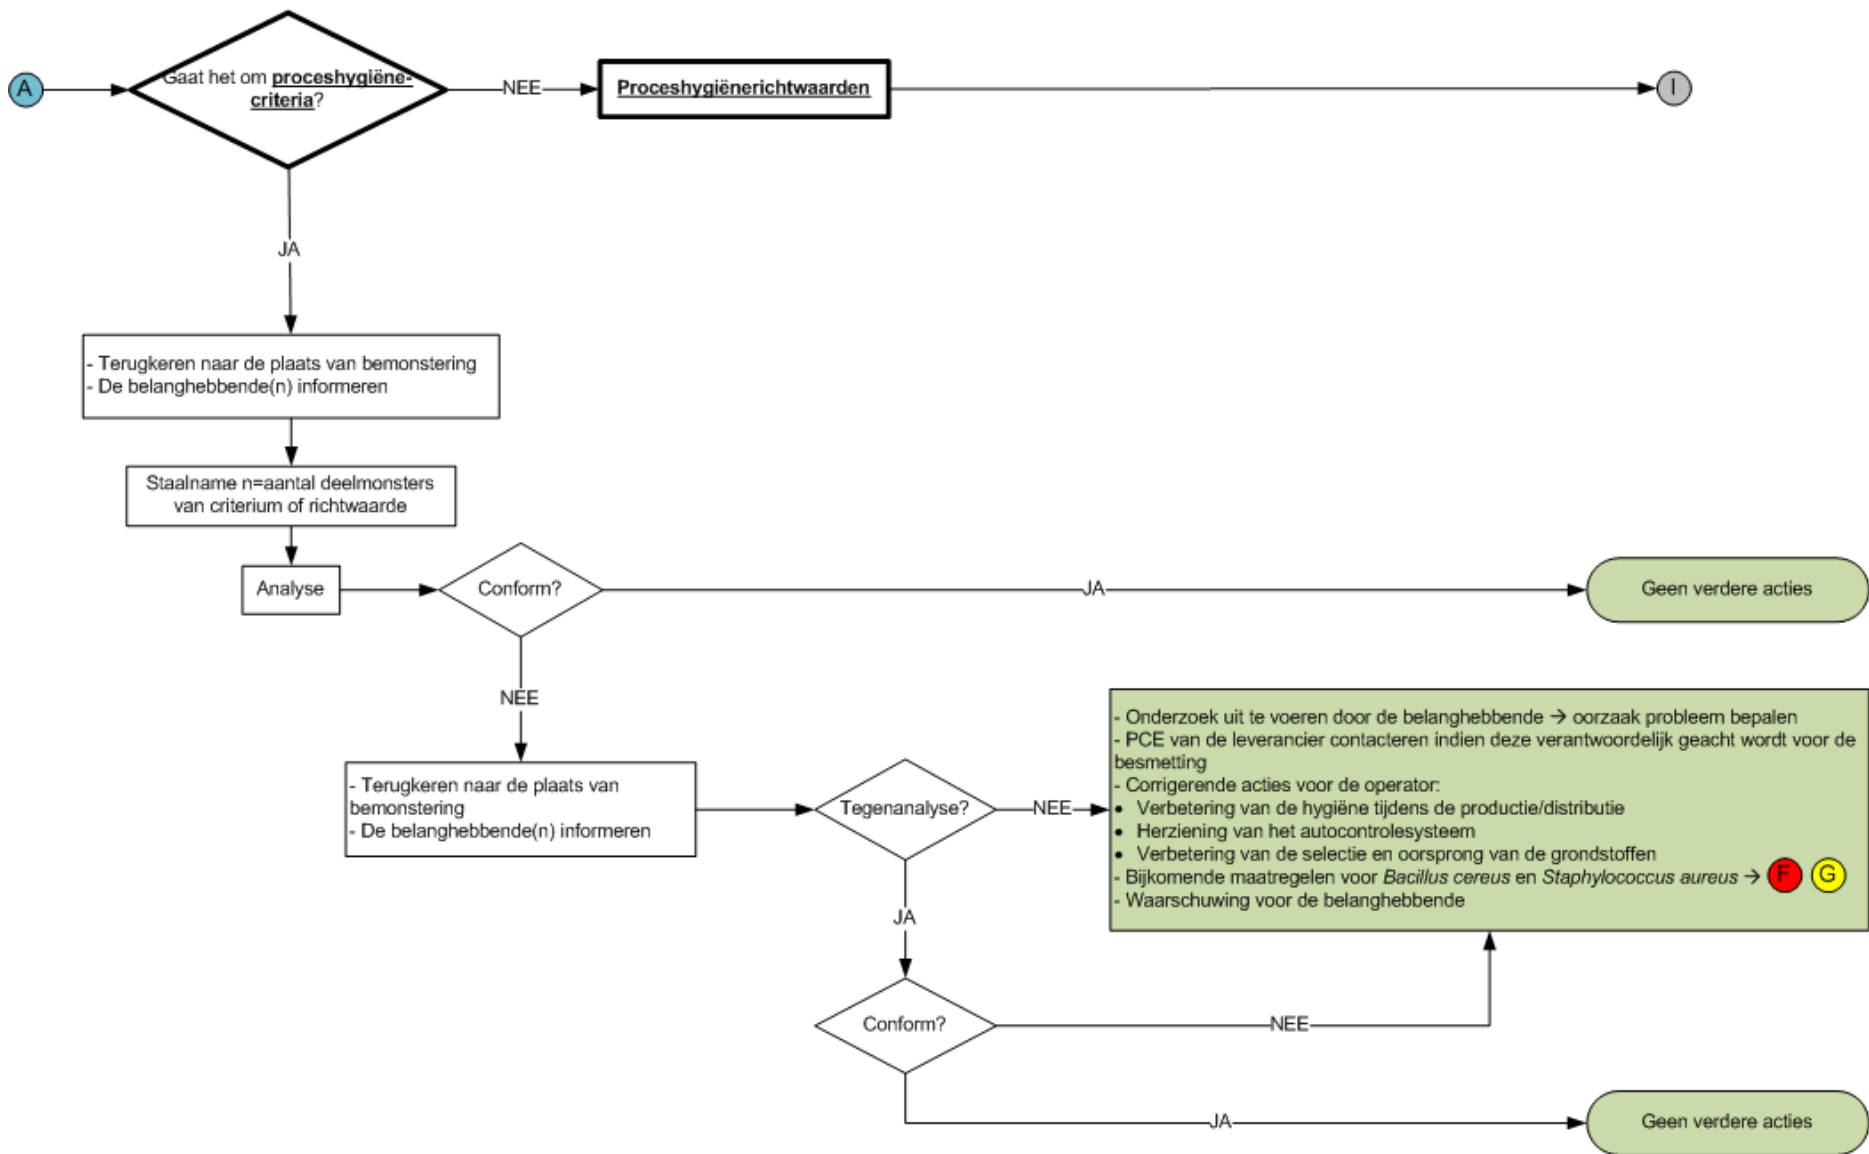 A
Gaat het om proceshygiëne-
criteria?
NEE
Proceshygiënerichtwaarden
I
JA
- Terugkeren naar de plaats van bemonstering
- De belanghebbende(n) informeren
Staalname n=aantal deelmonsters
van criterium of richtwaarde
Analyse
Conform?
JA
Geen verdere acties
NEE
- Terugkeren naar de plaats van
bemonstering
- De belanghebbende(n) informeren
Tegenanalyse?
NEE
- Onderzoek uit te voeren door de belanghebbende → oorzaak probleem bepalen
- PCE van de leverancier contacteren indien deze verantwoordelijk geacht wordt voor de
besmetting
- Corrigerende acties voor de operator:
• Verbetering van de hygiëne tijdens de productie/distributie
• Herziening van het autocontrolesysteem
• Verbetering van de selectie en oorsprong van de grondstoffen
- Bijkomende maatregelen voor Bacillus cereus en Staphylococcus aureus → F G
- Waarschuwing voor de belanghebbende
JA
Conform?
NEE
JA
Geen verdere acties